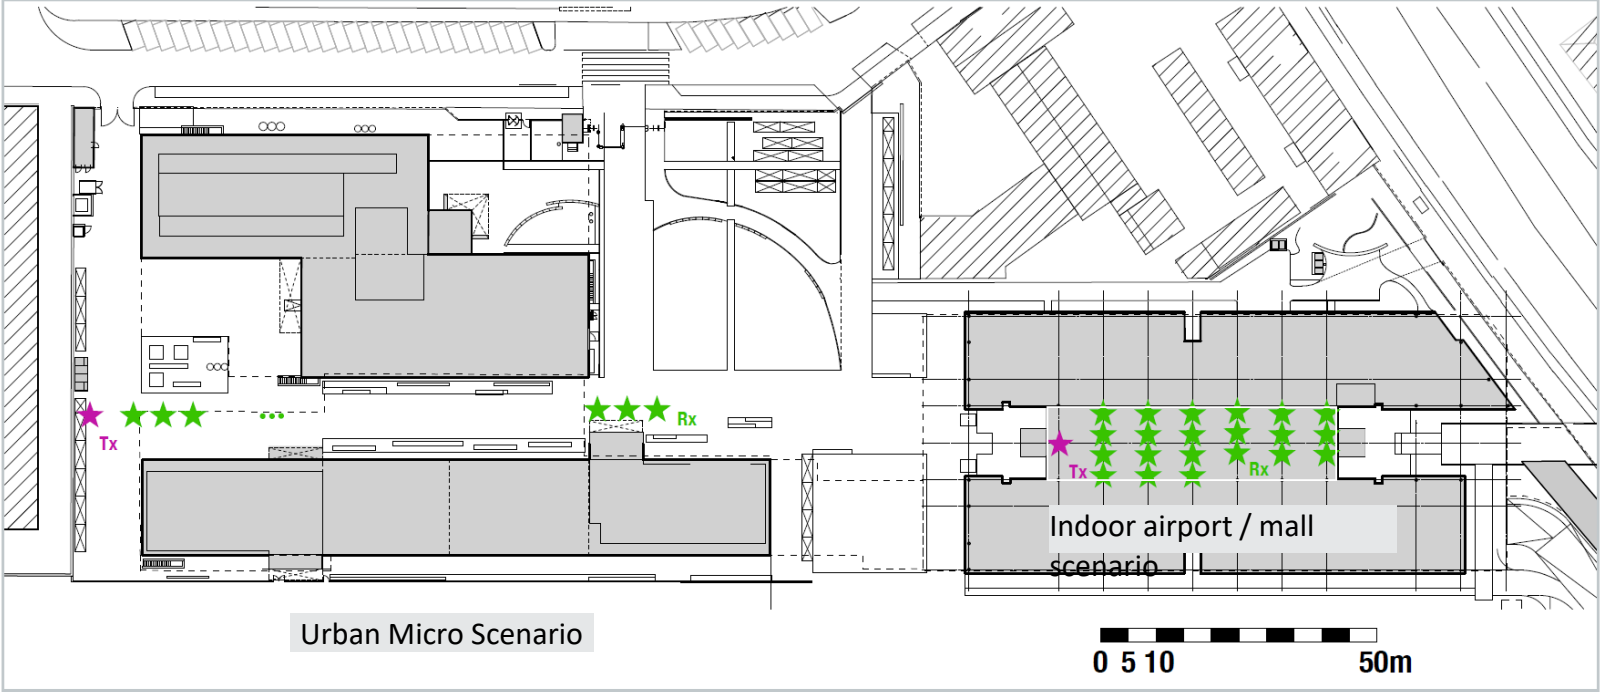 Tx
Rx
Tx
Rx
Indoor airport / mall
scenario
Urban Micro Scenario
0 5 10 50m